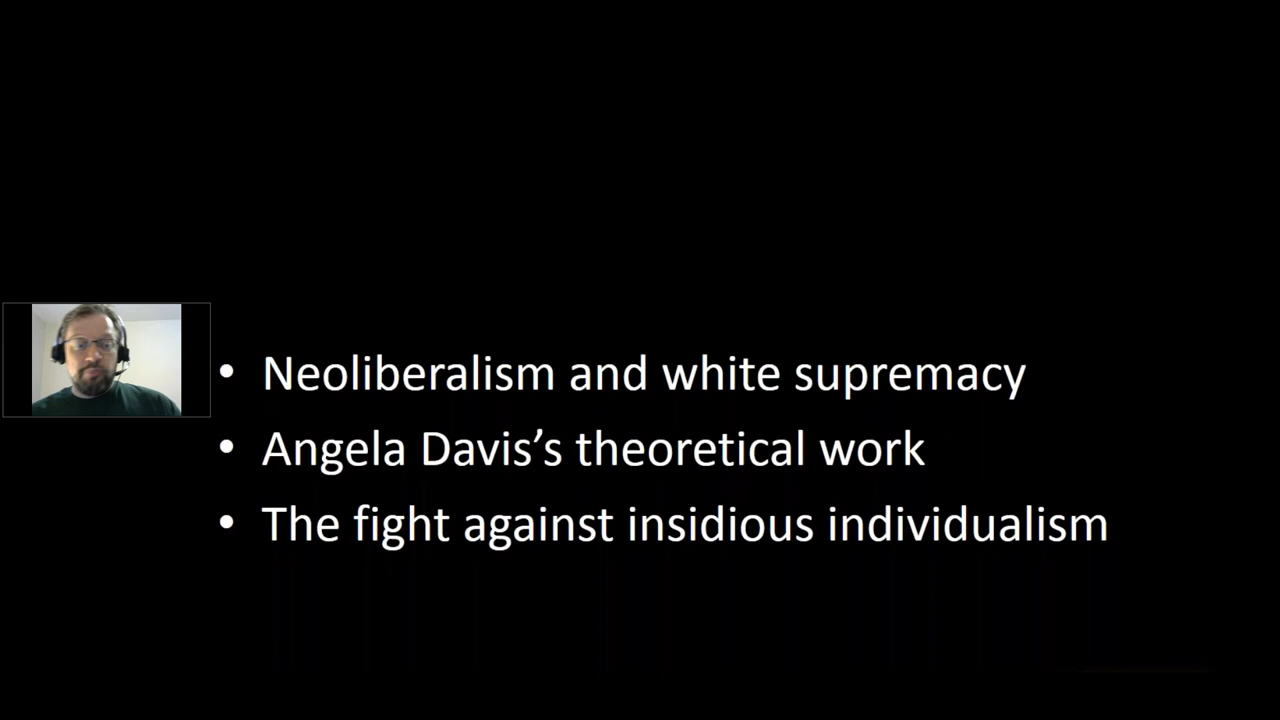 • Neoliberalism and white supremacy
• Angela Davis’s theoretical work
• The fight against insidious individualism